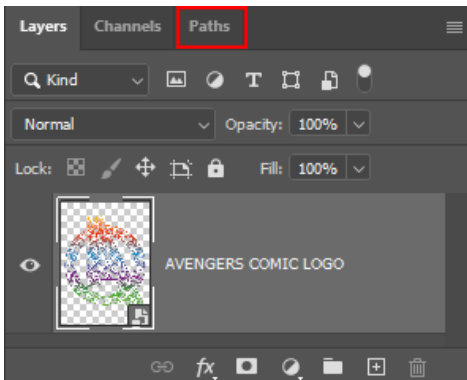 Layers Channels Paths
Kind
Normal Opacity: 100%
Lock: Fill: 100%
AVENGERS COMIC LOGO
fx